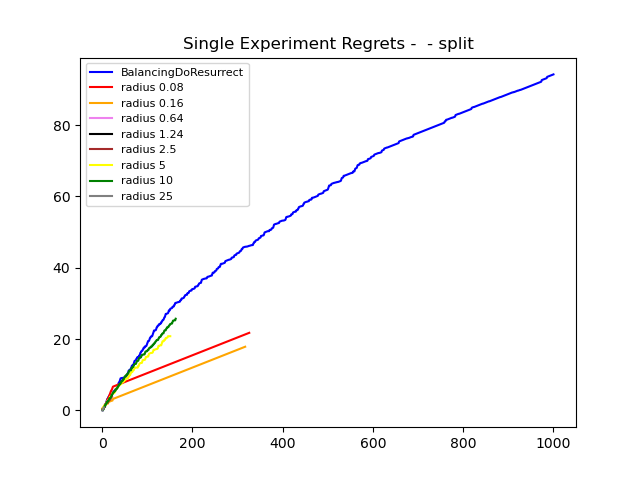 Single Experiment Regrets -  - split
BalancingDoResurrect
radius 0.08
radius 0.16
radius 0.64
radius 1.24
radius 2.5
radius 5
radius 10
radius 25
80
60
40
20
0
0 200 400 600 800 1000